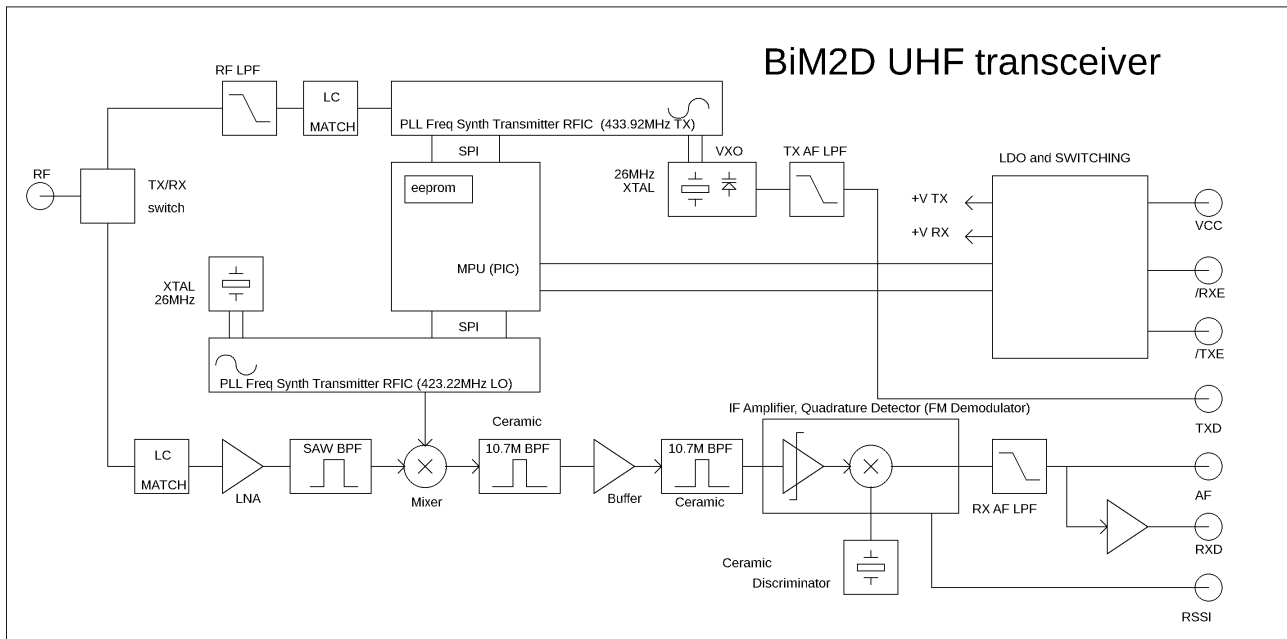 BiM2D UHF transceiver
RF LPF
LC
MATCH
PLL Freq Synth Transmitter RFIC (433.92MHz TX)
SPI
VXO
TX AF LPF
LDO and SWITCHING
RF
TX/RX
switch
eeprom
26MHz
XTAL
+V TX
+V RX
VCC
MPU (PIC)
/RXE
XTAL
26MHz
SPI
/TXE
PLL Freq Synth Transmitter RFIC (423.22MHz LO)
IF Amplifier, Quadrature Detector (FM Demodulator)
TXD
Ceramic
LC
MATCH
SAW BPF
10.7M BPF
10.7M BPF
LNA
Mixer
Buffer
Ceramic
RX AF LPF
AF
RXD
Ceramic
Discriminator
RSSI